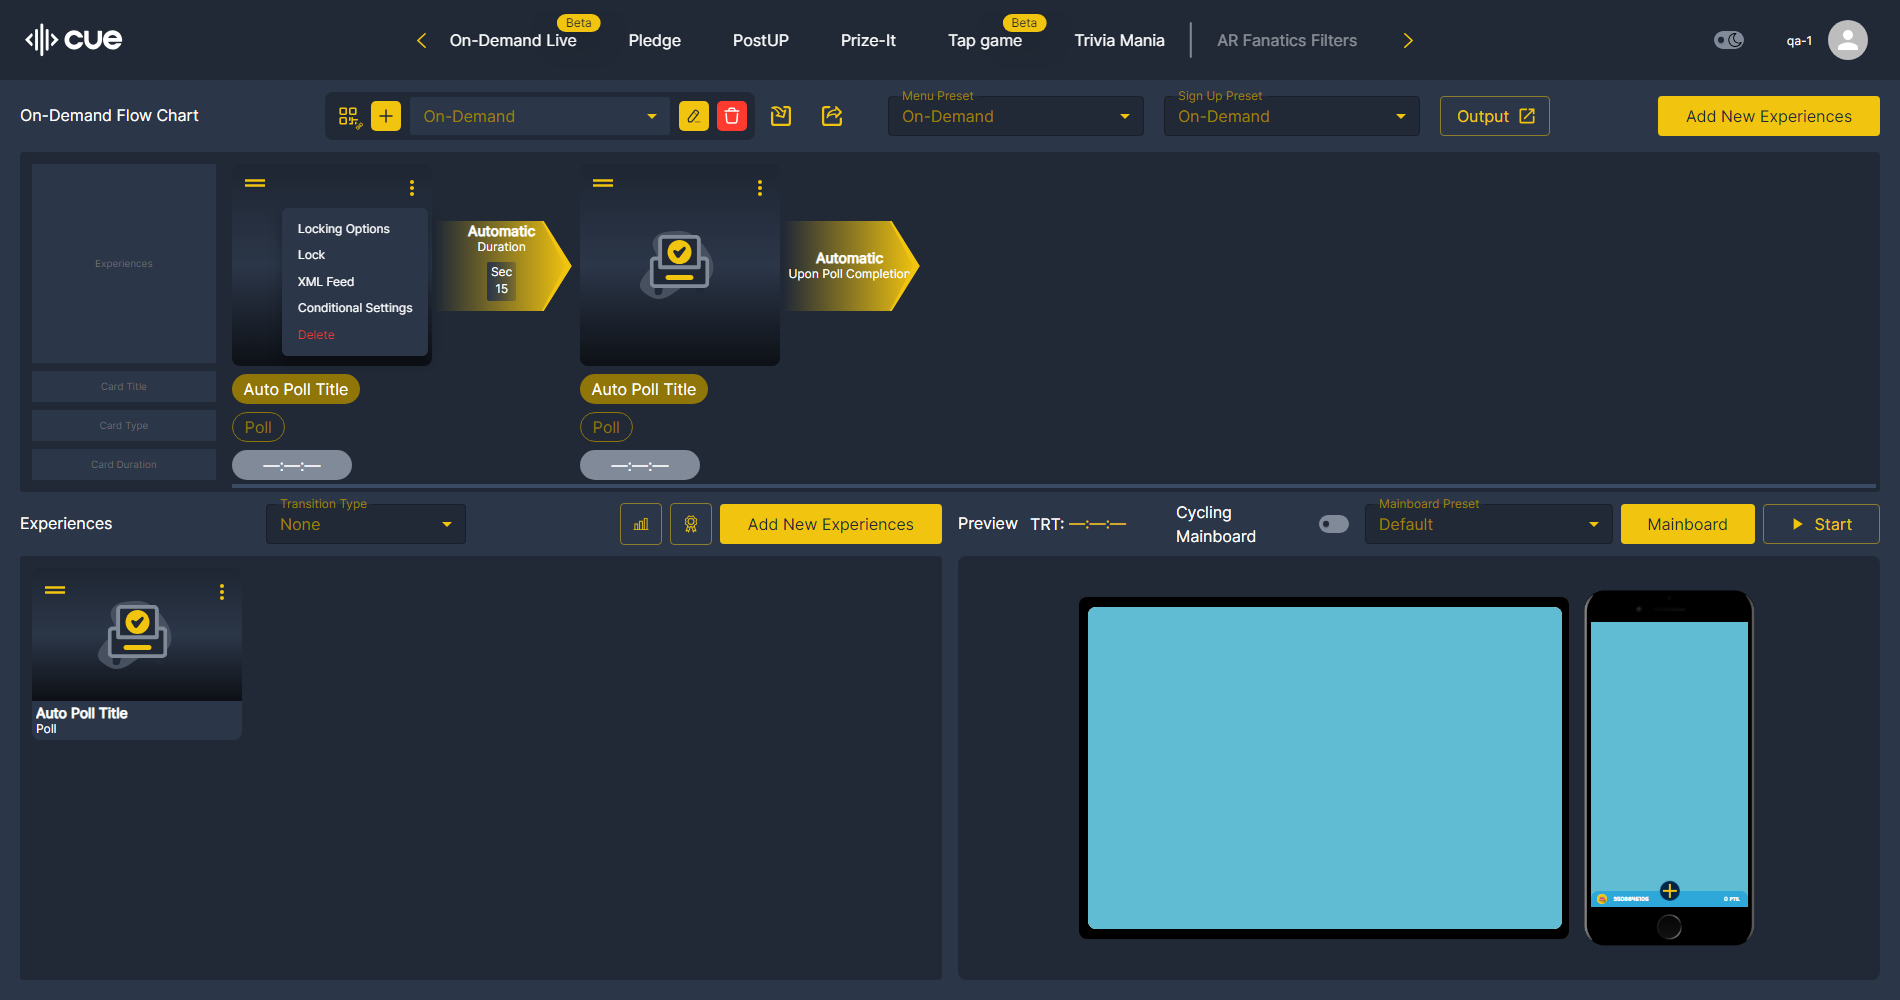 cue
On-Demand Live
Beta
Pledge
PostUP
Prize-It
Tap game
Beta
Trivia Mania
AR Fanatics Filters
qa-1
On-Demand Flow Chart
On-Demand
Menu Preset
On-Demand
Sign Up Preset
On-Demand
Output
Add New Experiences
Experiences
Card Title
Card Type
Card Duration
Locking Options
Lock
XML Feed
Conditional Settings
Delete
Automatic
Duration
Sec
15
Auto Poll Title
Poll
—:—:—
Automatic
Upon Poll Completion
Auto Poll Title
Poll
—:—:—
Experiences
Transition Type
None
Add New Experiences
Auto Poll Title
Poll
Preview
TRT: —:—:—
Cycling
Mainboard
Mainboard Preset
Default
Mainboard
Start
0 PTS.